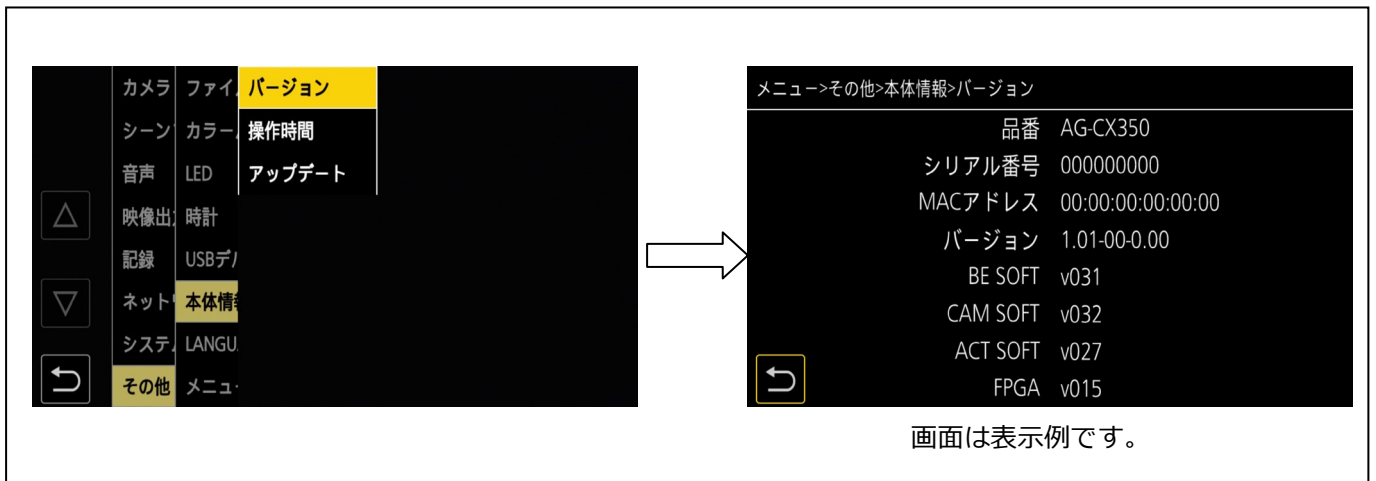 カメラ ファイ バージョン
シーン カラー 操作時間
音声 LED アップデート
映像出 時計
記録 USBデ
ネット 本体情
システ LANGU
その他 メニュー
メニュー>その他>本体情報>バージョン
品番 AG-CX350
シリアル番号 000000000
MACアドレス 00:00:00:00:00:00
バージョン 1.01-00-0.00
BE SOFT v031
CAM SOFT v032
ACT SOFT v027
FPGA v015
画面は表示例です。